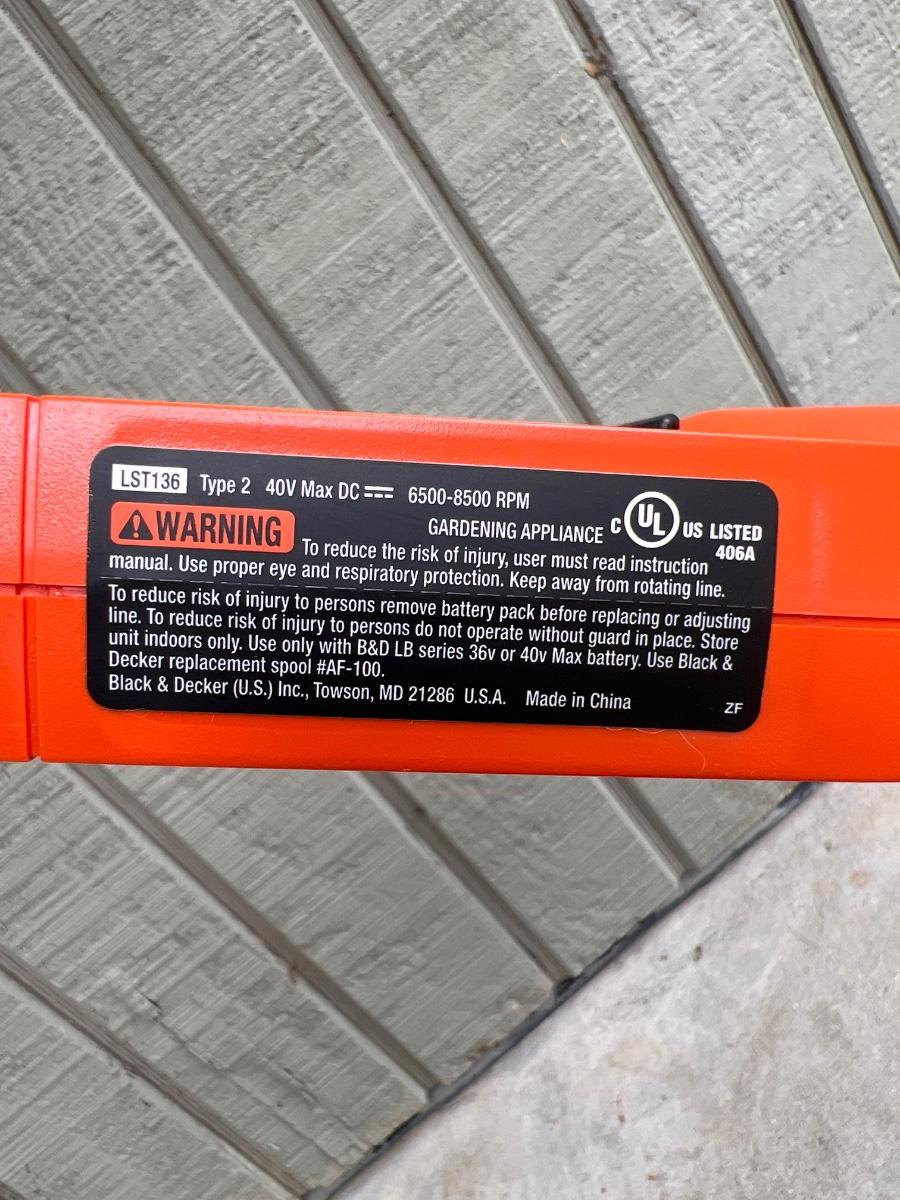 LST136 Type 2 40V Max DC 6500-8500 RPM
GARDENING APPLIANCE C UL US LISTED
406A
WARNING To reduce the risk of injury, user must read instruction
manual. Use proper eye and respiratory protection. Keep away from rotating line.
To reduce risk of injury to persons remove battery pack before replacing or adjusting
line. To reduce risk of injury to persons do not operate without guard in place. Store
unit indoors only. Use only with B&D LB series 36v or 40v Max battery. Use Black &
Decker replacement spool #AF-100.
Black & Decker (U.S.) Inc., Towson, MD 21286 U.S.A. Made in China ZF